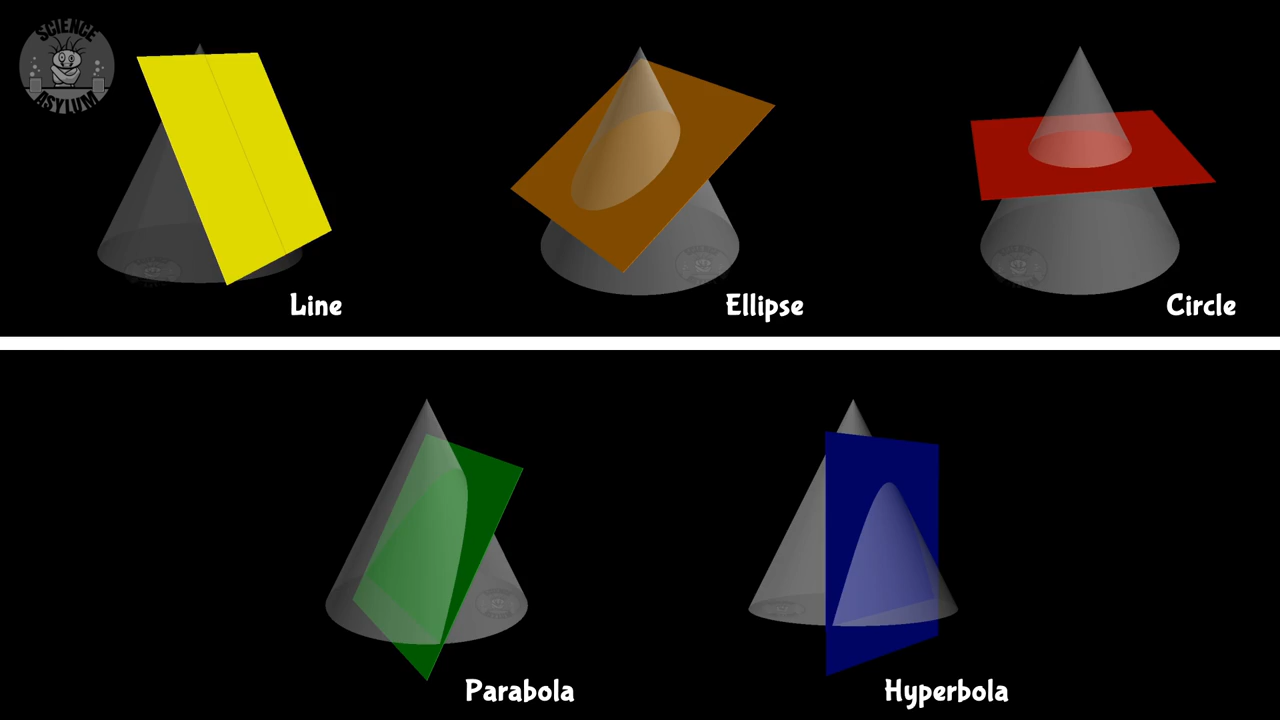 SCIENCE
ASYLUM
Line
Ellipse
Circle
Parabola
Hyperbola